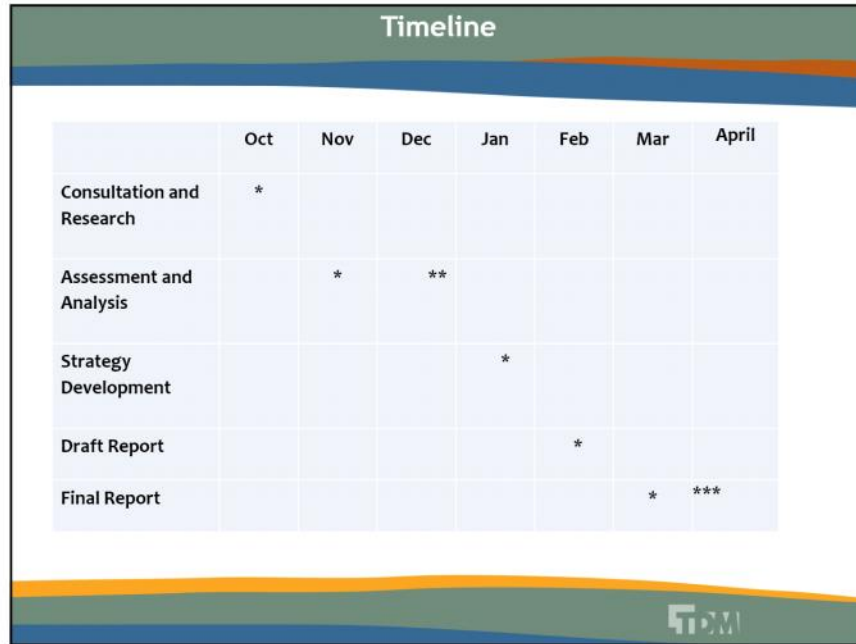 Timeline
Oct Nov Dec Jan Feb Mar April
Consultation and *
Research
Assessment and * **
Analysis
Strategy *
Development
Draft Report *
Final Report * ***
TDM